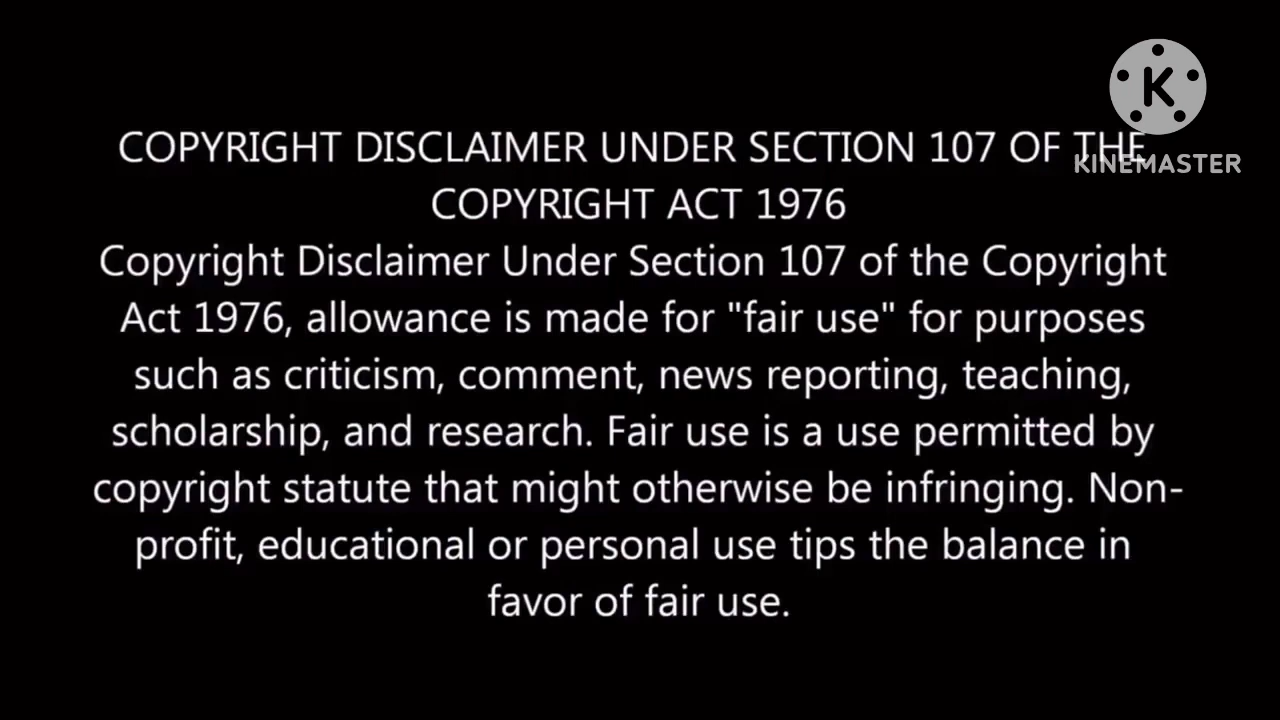 COPYRIGHT DISCLAIMER UNDER SECTION 107 OF THE
COPYRIGHT ACT 1976
Copyright Disclaimer Under Section 107 of the Copyright
Act 1976, allowance is made for "fair use" for purposes
such as criticism, comment, news reporting, teaching,
scholarship, and research. Fair use is a use permitted by
copyright statute that might otherwise be infringing. Non-
profit, educational or personal use tips the balance in
favor of fair use.
K
KINEMASTER